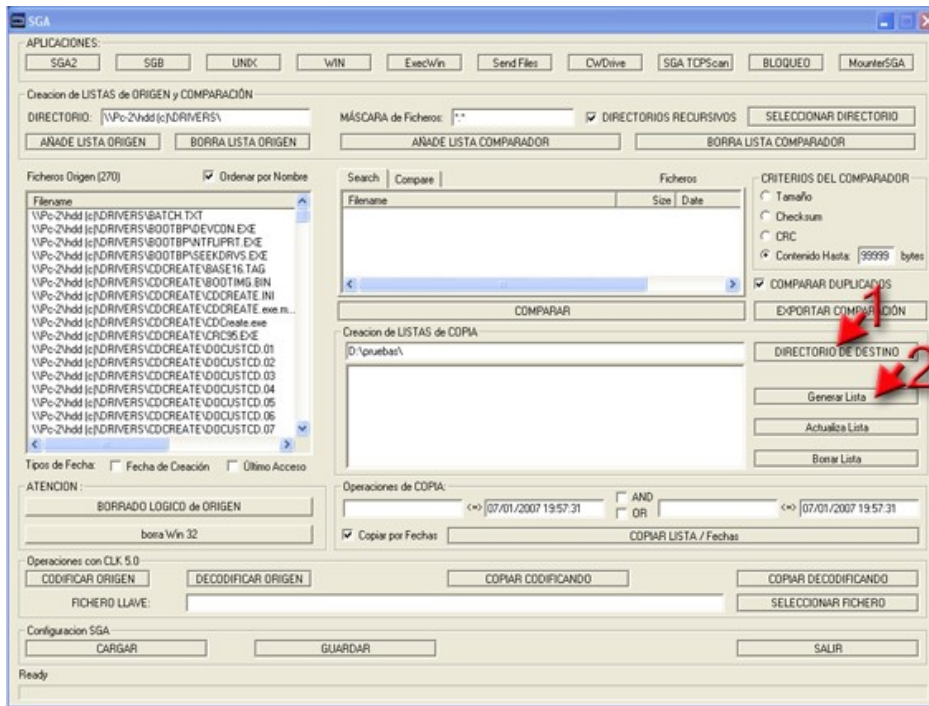 SGA
APLICACIONES:
SGA2 SGB UNIX WIN ExecWin Send Files CWDrive SGA TCPScan BLOQUEO MounterSGA
Creacion de LISTAS de ORIGEN y COMPARACIÓN
DIRECTORIO: \\Pc-2\hdd (c)\DRIVERS\ MÁSCARA de Ficheros: *.* DIRECTORIOS RECURSIVOS SELECCIONAR DIRECTORIO
AÑADE LISTA ORIGEN BORRA LISTA ORIGEN AÑADE LISTA COMPARADOR BORRA LISTA COMPARADOR
Ficheros Origen (270) Ordenar por Nombre
Filename
\\Pc-2\hdd (c)\DRIVERS\BATCH.TXT
\\Pc-2\hdd (c)\DRIVERS\BOOTBP\DEVCON.EXE
\\Pc-2\hdd (c)\DRIVERS\BOOTBP\NTFLIPRT.EXE
\\Pc-2\hdd (c)\DRIVERS\BOOTBP\SEEKDRVS.EXE
\\Pc-2\hdd (c)\DRIVERS\CDCREATE\BASE16.TAG
\\Pc-2\hdd (c)\DRIVERS\CDCREATE\BOOTIMG.BIN
\\Pc-2\hdd (c)\DRIVERS\CDCREATE\CDCREATE.INI
\\Pc-2\hdd (c)\DRIVERS\CDCREATE\CDCREATE.exe.m...
\\Pc-2\hdd (c)\DRIVERS\CDCREATE\CDCreate.exe
\\Pc-2\hdd (c)\DRIVERS\CDCREATE\CRC95.EXE
\\Pc-2\hdd (c)\DRIVERS\CDCREATE\DOCUSTCD.01
\\Pc-2\hdd (c)\DRIVERS\CDCREATE\DOCUSTCD.02
\\Pc-2\hdd (c)\DRIVERS\CDCREATE\DOCUSTCD.03
\\Pc-2\hdd (c)\DRIVERS\CDCREATE\DOCUSTCD.04
\\Pc-2\hdd (c)\DRIVERS\CDCREATE\DOCUSTCD.05
\\Pc-2\hdd (c)\DRIVERS\CDCREATE\DOCUSTCD.06
\\Pc-2\hdd (c)\DRIVERS\CDCREATE\DOCUSTCD.07
Tipos de Fecha: Fecha de Creación Último Acceso
Search Compare Ficheros
Filename Size Date
COMPARAR
CRITERIOS DEL COMPARADOR
Tamaño
Checksum
CRC
Contenido Hasta: 99999 bytes
COMPARAR DUPLICADOS
EXPORTAR COMPARACIÓN
1
Creacion de LISTAS de COPIA
D:\pruebas\
DIRECTORIO DE DESTINO
2
Generar Lista
Actualiza Lista
Borrar Lista
ATENCION :
BORRADO LOGICO de ORIGEN
borra Win 32
Operaciones de COPIA:
<=> 07/01/2007 19:57:31 AND OR <=> 07/01/2007 19:57:31
Copiar por Fechas COPIAR LISTA / Fechas
Operaciones con CLK 5.0
CODIFICAR ORIGEN DECODIFICAR ORIGEN COPIAR CODIFICANDO COPIAR DECODIFICANDO
FICHERO LLAVE: SELECCIONAR FICHERO
Configuracion SGA
CARGAR GUARDAR SALIR
Ready